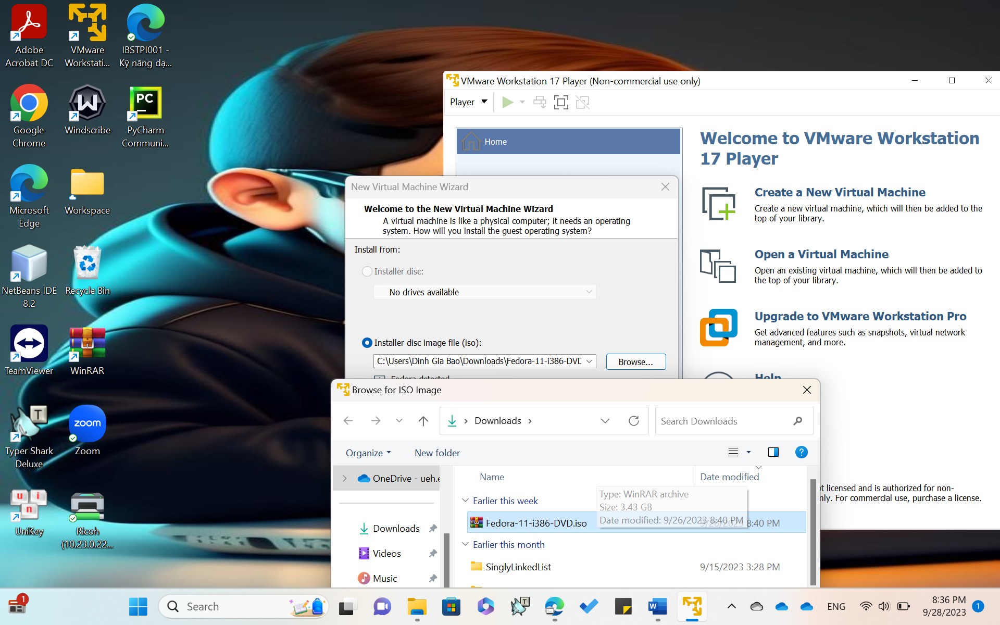 Adobe
Acrobat DC
VMware
Workstati...
IBSTPI001 -
Kỹ năng dạ...
Google
Chrome
Windscribe
PC
PyCharm
Communi...
Microsoft
Edge
Workspace
NetBeans IDE
8.2
Recycle Bin
TeamViewer
WinRAR
T
Typer Shark
Deluxe
zoom
Zoom
u i
n
UniKey
Ricoh
(10.23.0.22...
VMware Workstation 17 Player (Non-commercial use only)
Player
Home
Welcome to VMware Workstation
17 Player
Create a New Virtual Machine
Create a new virtual machine, which will then be added to the
top of your library.
Open a Virtual Machine
Open an existing virtual machine, which will then be added to
the top of your library.
Upgrade to VMware Workstation Pro
Get advanced features such as snapshots, virtual network
management, and more.
Help
licensed and is authorized for non-
For commercial use, purchase a license.
New Virtual Machine Wizard
Welcome to the New Virtual Machine Wizard
A virtual machine is like a physical computer; it needs an operating
system. How will you install the guest operating system?
Install from:
Installer disc:
No drives available
Installer disc image file (iso):
C:\Users\Dinh Gia Bao\Downloads\Fedora-11-i386-DVD
Browse...
Fedora detected
Browse for ISO Image
Downloads
Search Downloads
Organize
New folder
?
OneDrive - ueh.e
Name
Date modified
Type: WinRAR archive
Size: 3.43 GB
Date modified: 9/26/2023 8:40 PM
Earlier this week
Fedora-11-i386-DVD.iso
9/26/2023 8:40 PM
Earlier this month
SinglyLinkedList
9/15/2023 3:28 PM
Downloads
Videos
Music
1
Search
T
W
ENG
8:36 PM
9/28/2023
1